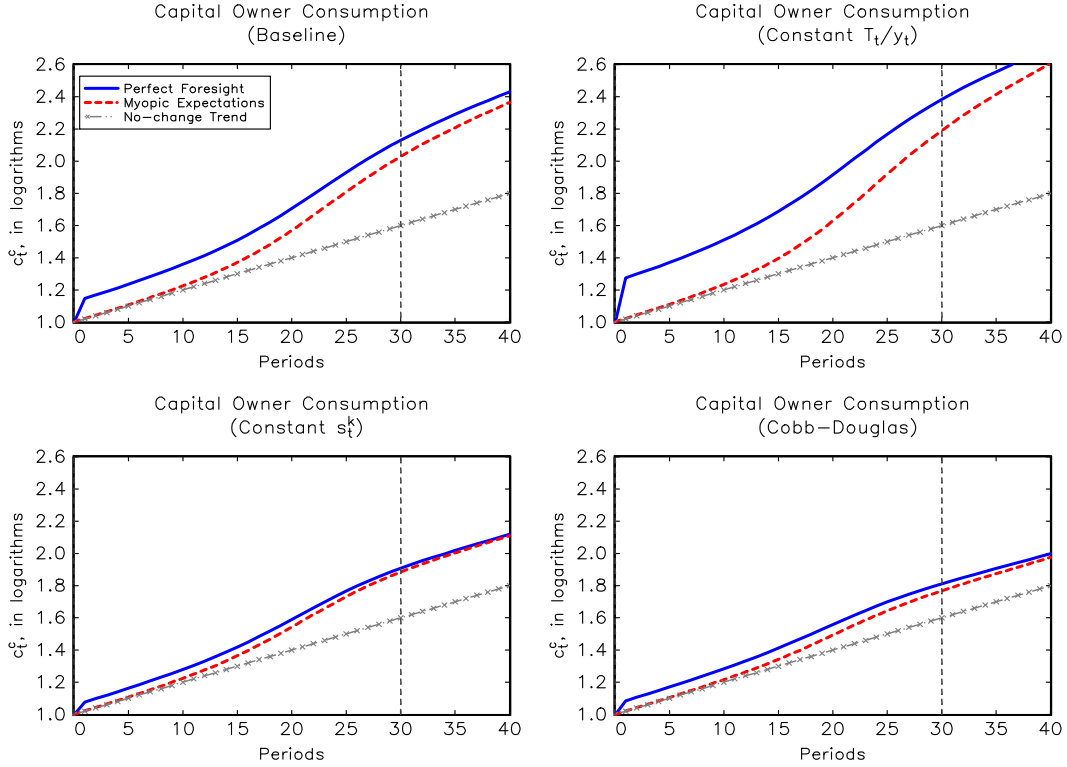 Capital Owner Consumption
(Baseline)
c_t^c, in logarithms
2.6
2.4
2.2
2.0
1.8
1.6
1.4
1.2
1.0
Perfect Foresight
Myopic Expectations
No-change Trend
0 5 10 15 20 25 30 35 40
Periods
Capital Owner Consumption
(Constant T_t/y_t)
c_t^c, in logarithms
2.6
2.4
2.2
2.0
1.8
1.6
1.4
1.2
1.0
0 5 10 15 20 25 30 35 40
Periods
Capital Owner Consumption
(Constant s_t^k)
c_t^c, in logarithms
2.6
2.4
2.2
2.0
1.8
1.6
1.4
1.2
1.0
0 5 10 15 20 25 30 35 40
Periods
Capital Owner Consumption
(Cobb-Douglas)
c_t^c, in logarithms
2.6
2.4
2.2
2.0
1.8
1.6
1.4
1.2
1.0
0 5 10 15 20 25 30 35 40
Periods